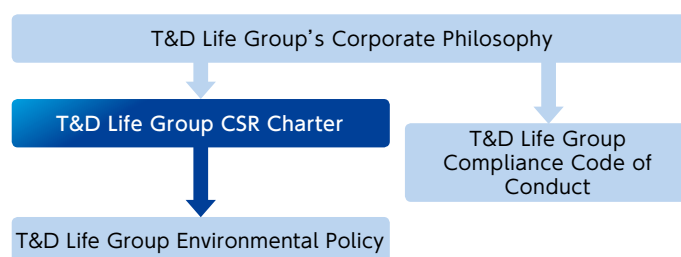 T&D Life Group’s Corporate Philosophy
T&D Life Group CSR Charter
T&D Life Group
Compliance Code of
Conduct
T&D Life Group Environmental Policy